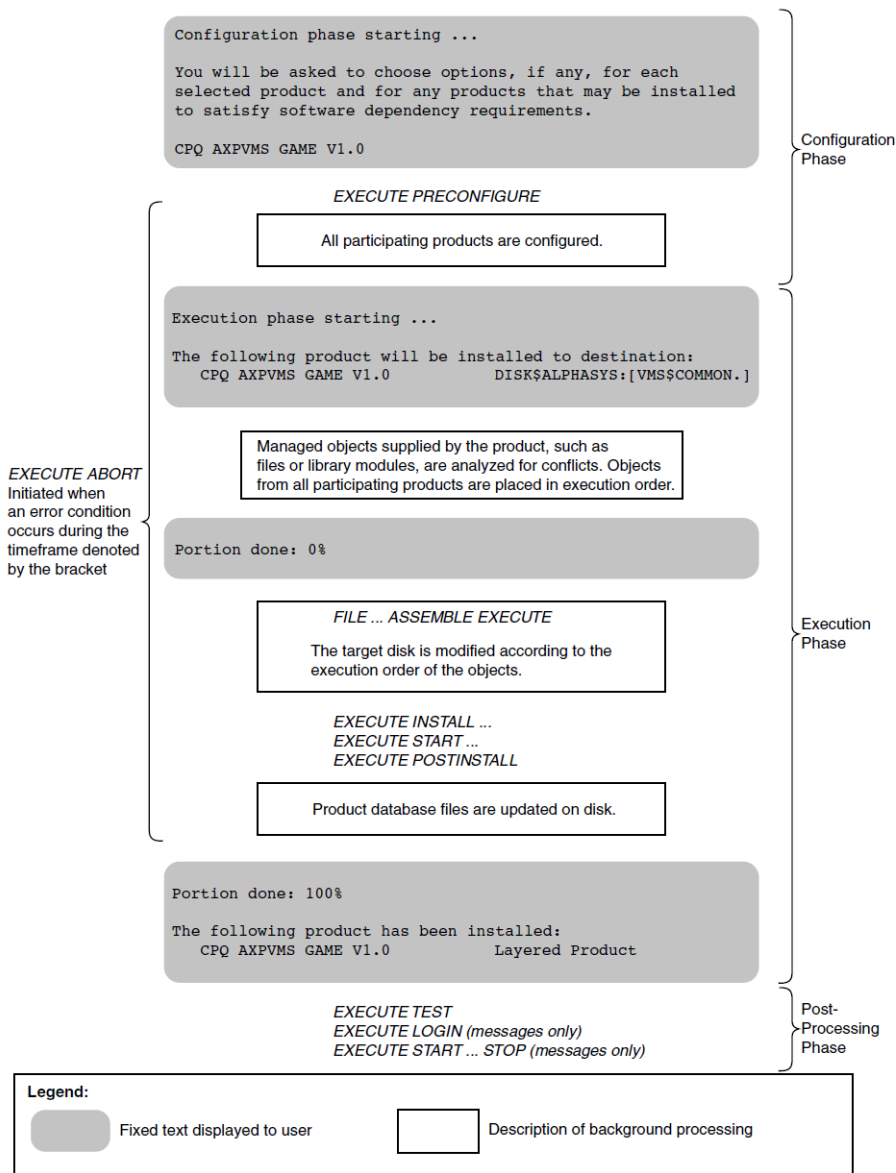 Configuration phase starting ...
You will be asked to choose options, if any, for each
selected product and for any products that may be installed
to satisfy software dependency requirements.
CPQ AXPVMS GAME V1.0
Configuration
Phase
EXECUTE PRECONFIGURE
All participating products are configured.
Execution phase starting ...
The following product will be installed to destination:
CPQ AXPVMS GAME V1.0 DISK$ALPHASYS:[VMS$COMMON.]
Managed objects supplied by the product, such as
files or library modules, are analyzed for conflicts. Objects
from all participating products are placed in execution order.
EXECUTE ABORT
Initiated when
an error condition
occurs during the
timeframe denoted
by the bracket
Portion done: 0%
FILE ... ASSEMBLE EXECUTE
The target disk is modified according to the
execution order of the objects.
Execution
Phase
EXECUTE INSTALL ...
EXECUTE START ...
EXECUTE POSTINSTALL
Product database files are updated on disk.
Portion done: 100%
The following product has been installed:
CPQ AXPVMS GAME V1.0 Layered Product
EXECUTE TEST
EXECUTE LOGIN (messages only)
EXECUTE START ... STOP (messages only)
Post-
Processing
Phase
Legend:
Fixed text displayed to user
Description of background processing